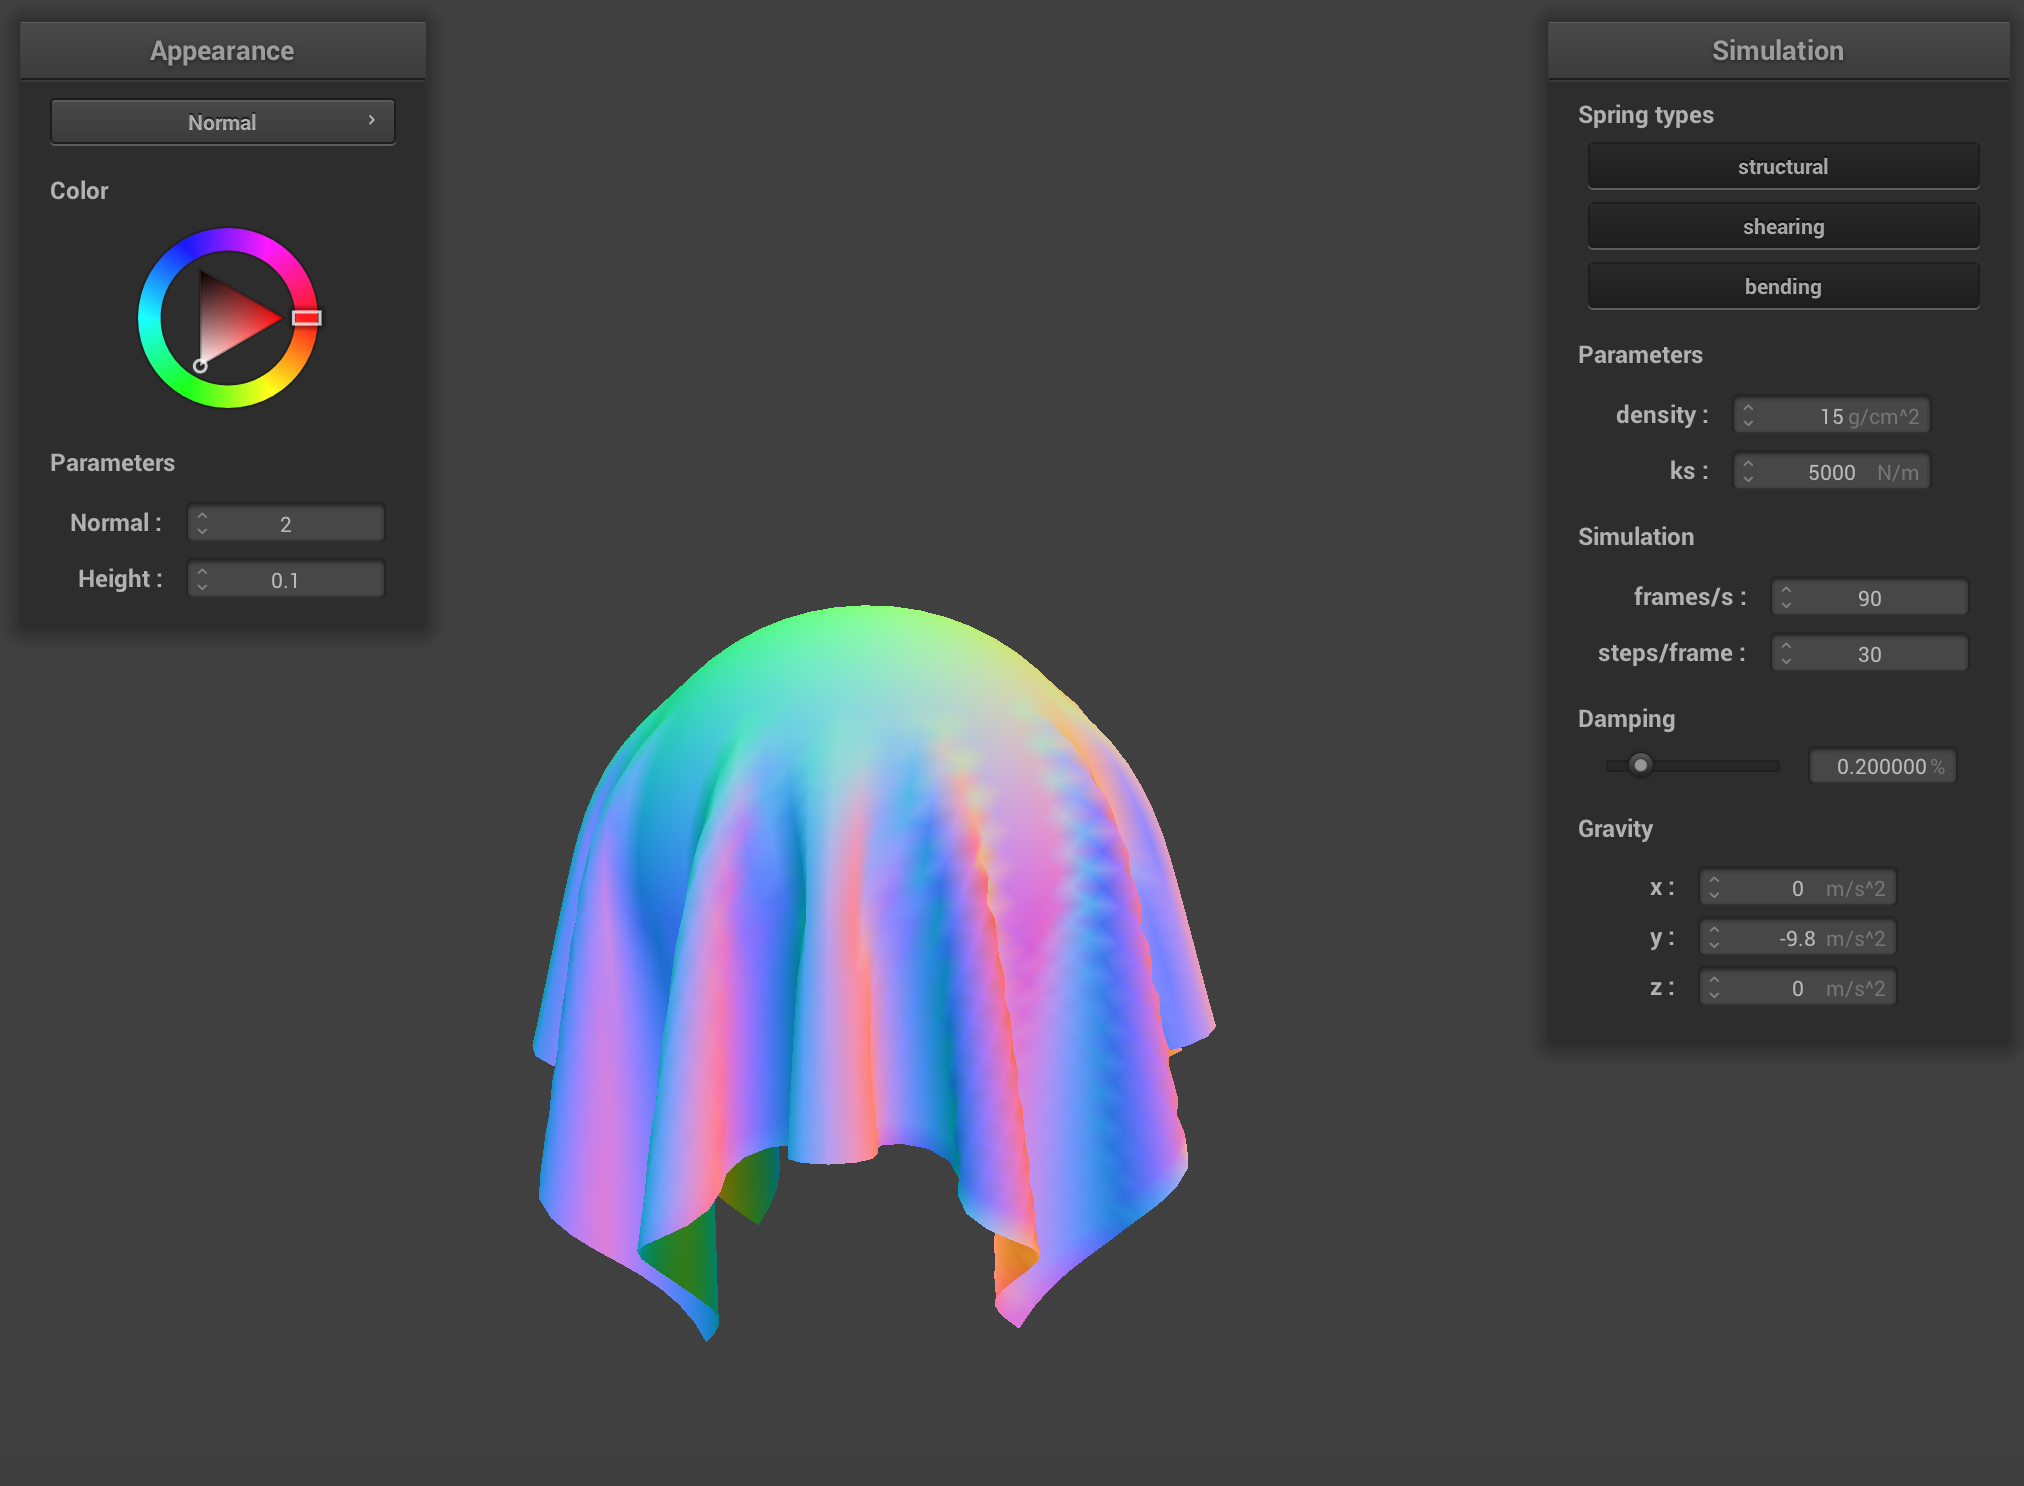 Appearance
Normal
Color
Parameters
Normal : 2
Height : 0.1
Simulation
Spring types
structural
shearing
bending
Parameters
density : 15 g/cm^2
ks : 5000 N/m
Simulation
frames/s : 90
steps/frame : 30
Damping
0.200000 %
Gravity
x : 0 m/s^2
y : -9.8 m/s^2
z : 0 m/s^2